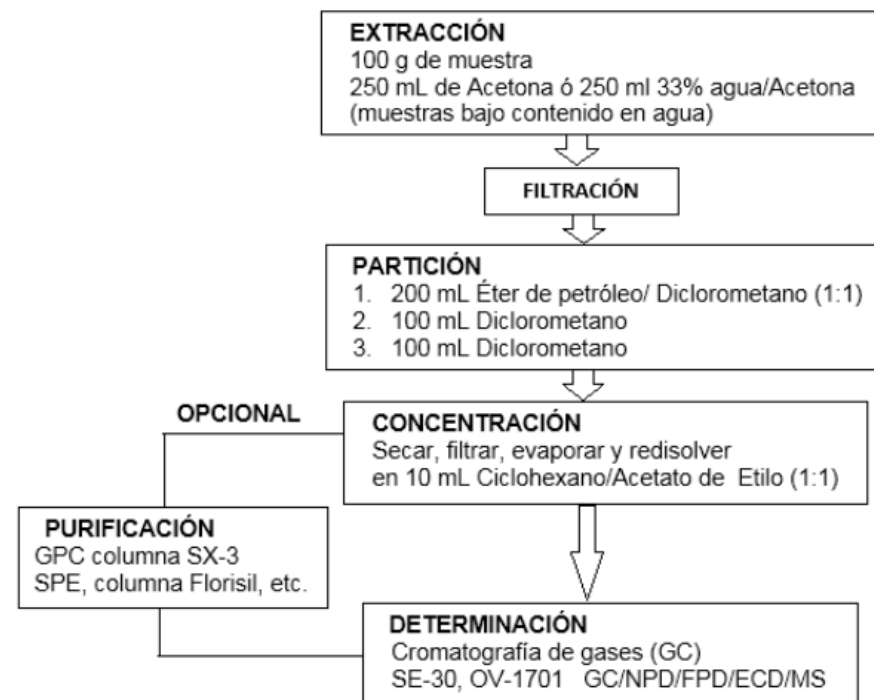 EXTRACCIÓN
100 g de muestra
250 mL de Acetona ó 250 ml 33% agua/Acetona
(muestras bajo contenido en agua)
FILTRACIÓN
PARTICIÓN
1. 200 mL Éter de petróleo/ Diclorometano (1:1)
2. 100 mL Diclorometano
3. 100 mL Diclorometano
OPCIONAL
CONCENTRACIÓN
Secar, filtrar, evaporar y redisolver
en 10 mL Ciclohexano/Acetato de Etilo (1:1)
PURIFICACIÓN
GPC columna SX-3
SPE, columna Florisil, etc.
DETERMINACIÓN
Cromatografía de gases (GC)
SE-30, OV-1701 GC/NPD/FPD/ECD/MS